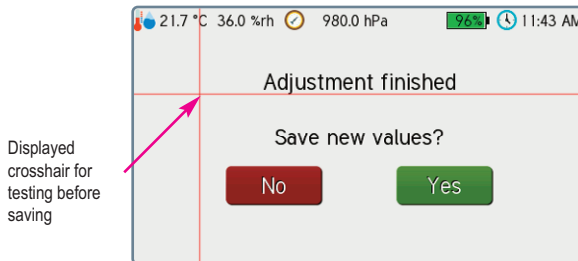 21.7 °C 36.0 %rh 980.0 hPa 96% 11:43 AM
Adjustment finished
Save new values?
No Yes
Displayed
crosshair for
testing before
saving